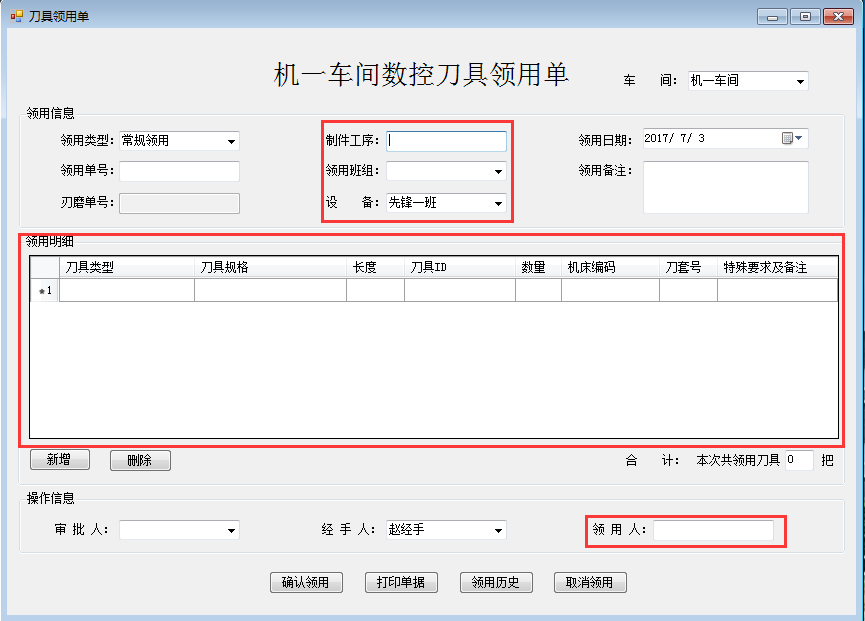 刀具领用单
机一车间数控刀具领用单
车 间: 机一车间
领用信息
领用类型: 常规领用 制件工序: 领用日期: 2017/ 7/ 3
领用单号: 领用班组: 领用备注:
刃磨单号: 设 备: 先锋一班
领用明细
刀具类型 刀具规格 长度 刀具ID 数量 机床编码 刀套号 特殊要求及备注
1
新增 删除 合 计: 本次共领用刀具 0 把
操作信息
审 批 人: 经 手 人: 赵经手 领 用 人:
确认领用 打印单据 领用历史 取消领用